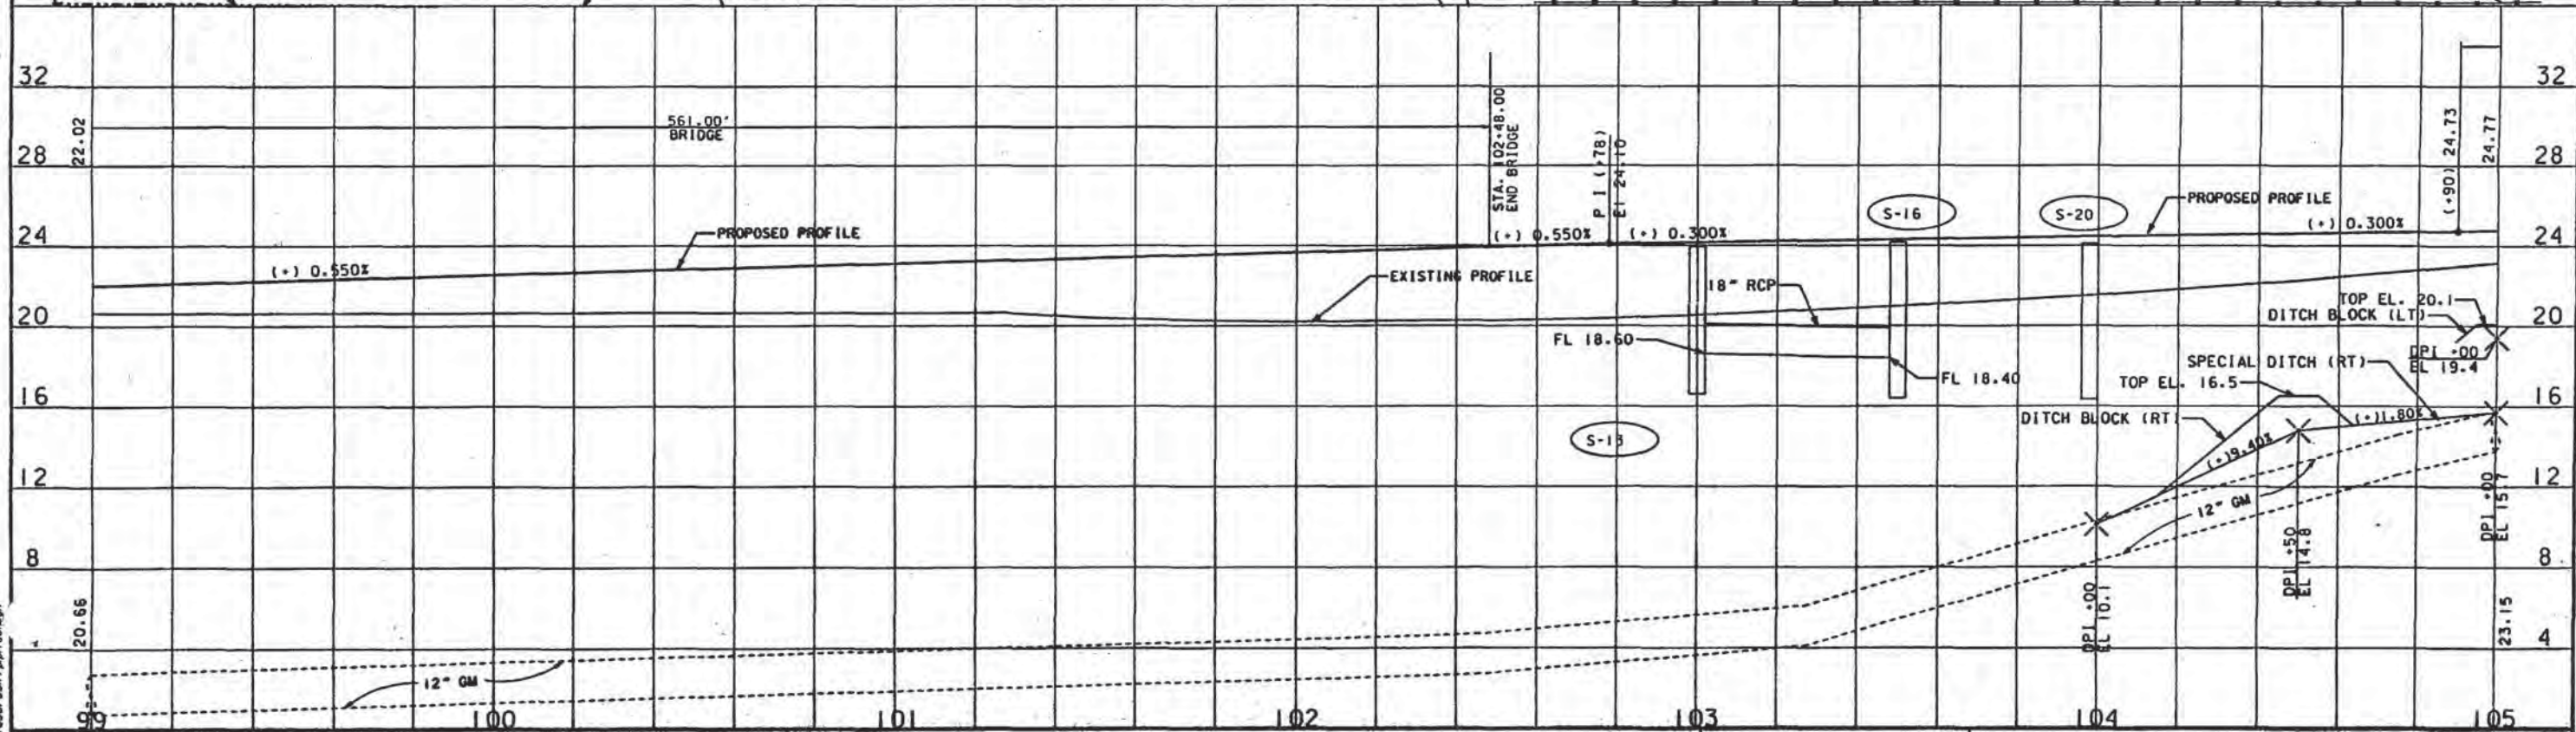 32
28
24
20
16
12
8
4
22.02
20.66
561.00'
BRIDGE
STA. 102+48.00
END BRIDGE
P I (+78)
El 24.10
(+) 0.550%
PROPOSED PROFILE
(+) 0.550%
(+) 0.300%
EXISTING PROFILE
18" RCP
FL 18.60
FL 18.40
S-13
S-16
S-20
PROPOSED PROFILE
(+) 0.300%
(+90) 24.73
24.77
TOP EL. 20.1
DITCH BLOCK (LT)
DPI +00
EL 19.4
SPECIAL DITCH (RT)
TOP EL. 16.5
DITCH BLOCK (RT)
(+)9.40%
(+)1.80%
12" GM
12" GM
DPI +00
EL 10.1
DPI +50
EL 14.8
DPI +00
EL 15.7
23.15
32
28
24
20
16
12
8
4
99
100
101
102
103
104
105